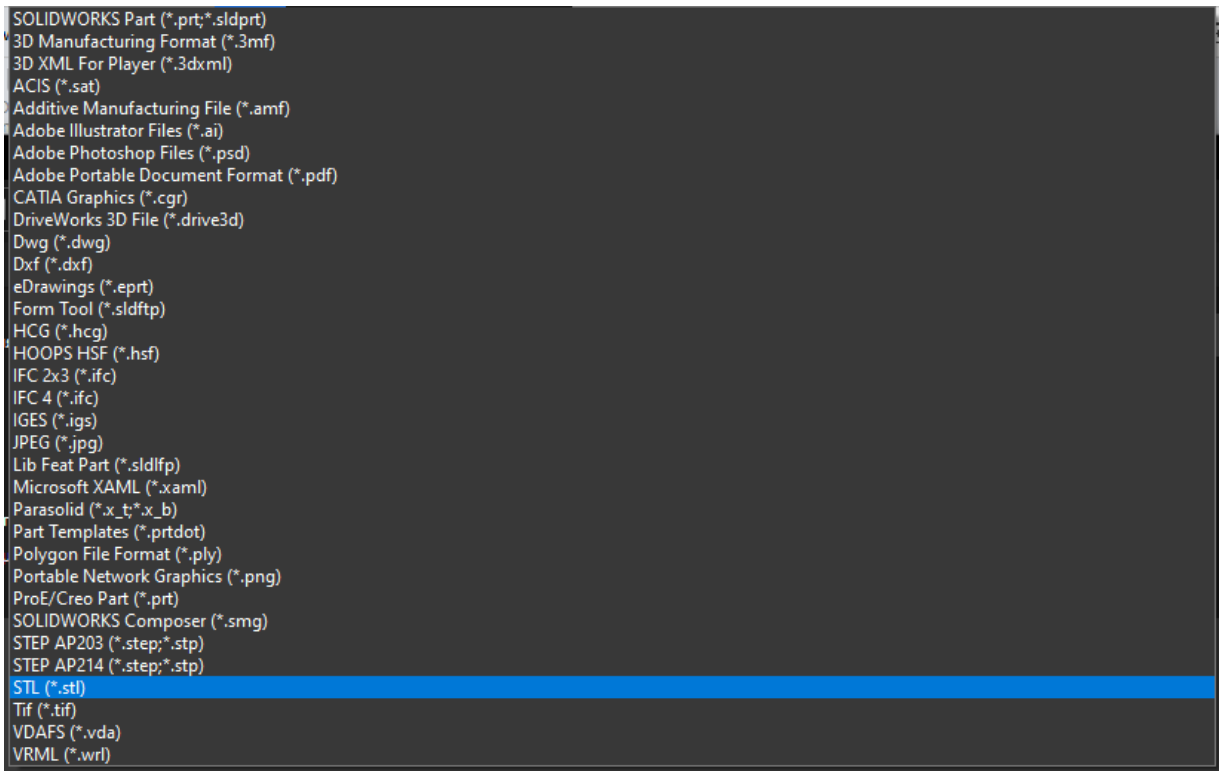 SOLIDWORKS Part (*.prt;*.sldprt)
3D Manufacturing Format (*.3mf)
3D XML For Player (*.3dxml)
ACIS (*.sat)
Additive Manufacturing File (*.amf)
Adobe Illustrator Files (*.ai)
Adobe Photoshop Files (*.psd)
Adobe Portable Document Format (*.pdf)
CATIA Graphics (*.cgr)
DriveWorks 3D File (*.drive3d)
Dwg (*.dwg)
Dxf (*.dxf)
eDrawings (*.eprt)
Form Tool (*.sldftp)
HCG (*.hcg)
HOOPS HSF (*.hsf)
IFC 2x3 (*.ifc)
IFC 4 (*.ifc)
IGES (*.igs)
JPEG (*.jpg)
Lib Feat Part (*.sldlfp)
Microsoft XAML (*.xaml)
Parasolid (*.x_t;*.x_b)
Part Templates (*.prtdot)
Polygon File Format (*.ply)
Portable Network Graphics (*.png)
ProE/Creo Part (*.prt)
SOLIDWORKS Composer (*.smg)
STEP AP203 (*.step;*.stp)
STEP AP214 (*.step;*.stp)
STL (*.stl)
Tif (*.tif)
VDAFS (*.vda)
VRML (*.wrl)